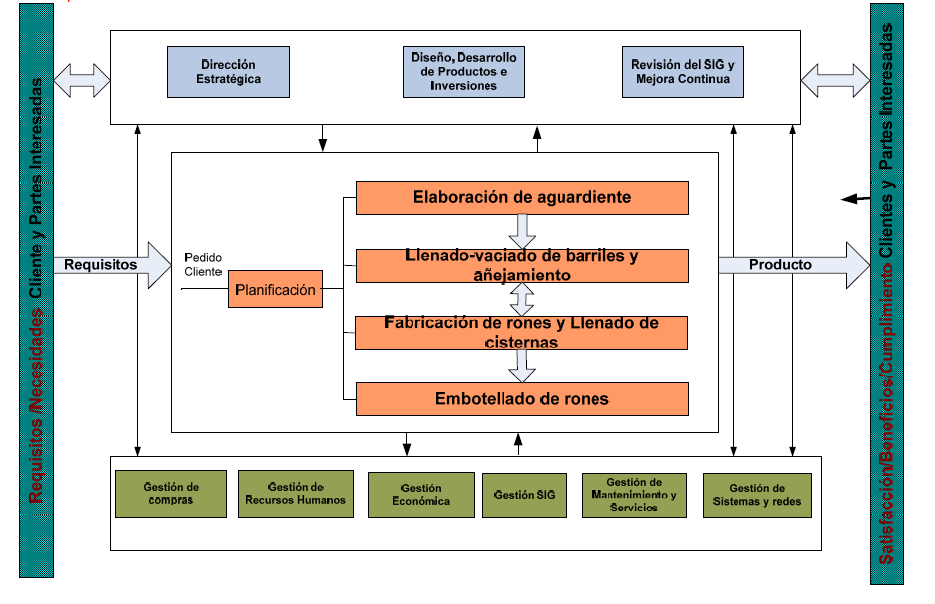 Requisitos /Necesidades Cliente y Partes Interesadas
Dirección
Estratégica
Diseño, Desarrollo
de Productos e
Inversiones
Revisión del SIG y
Mejora Continua
Requisitos
Pedido
Cliente
Planificación
Elaboración de aguardiente
Llenado-vaciado de barriles y
añejamiento
Fabricación de rones y Llenado de
cisternas
Embotellado de rones
Producto
Gestión de
compras
Gestión de
Recursos Humanos
Gestión
Económica
Gestión SIG
Gestión de
Mantenimiento y
Servicios
Gestión de
Sistemas y redes
Satisfacción/Beneficios/Cumplimiento Clientes y Partes Interesadas